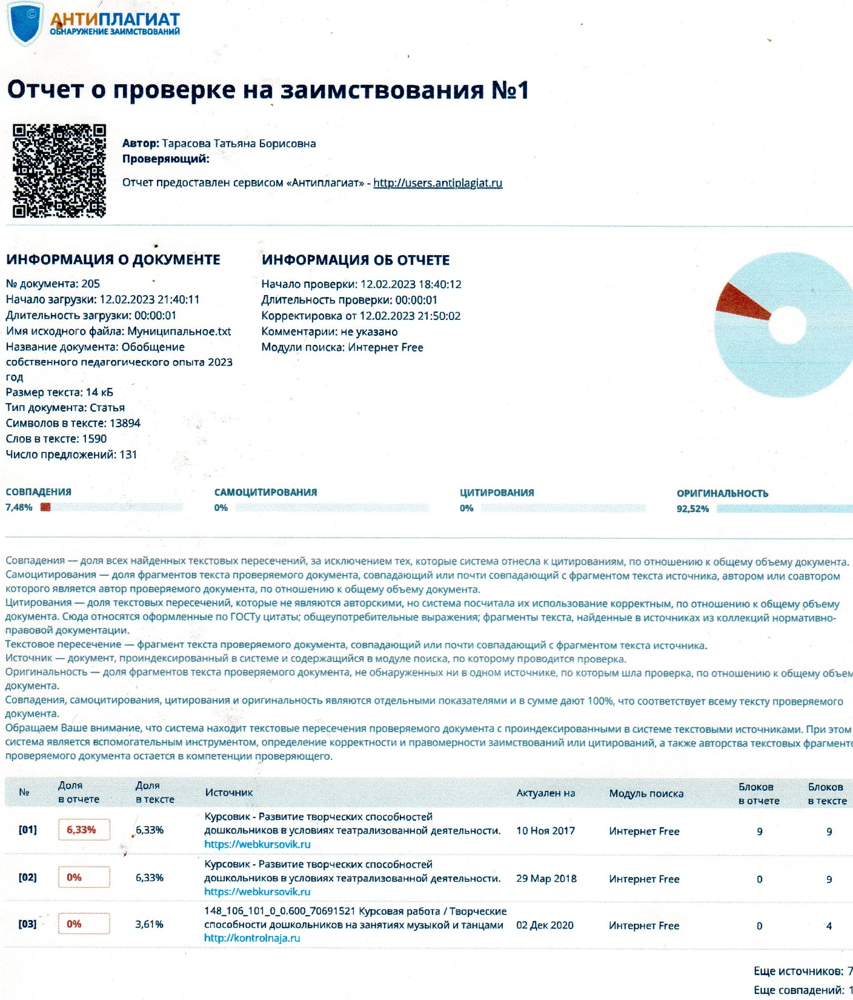 АНТИПЛАГИАТ
ОБНАРУЖЕНИЕ ЗАИМСТВОВАНИЙ
Отчет о проверке на заимствования №1
Автор: Тарасова Татьяна Борисовна
Проверяющий:
Отчет предоставлен сервисом «Антиплагиат» - http://users.antiplagiat.ru
ИНФОРМАЦИЯ О ДОКУМЕНТЕ
№ документа: 205
Начало загрузки: 12.02.2023 21:40:11
Длительность загрузки: 00:00:01
Имя исходного файла: Муниципальное.txt
Название документа: Обобщение
собственного педагогического опыта 2023
год
Размер текста: 14 кБ
Тип документа: Статья
Символов в тексте: 13894
Слов в тексте: 1590
Число предложений: 131
ИНФОРМАЦИЯ ОБ ОТЧЕТЕ
Начало проверки: 12.02.2023 18:40:12
Длительность проверки: 00:00:01
Корректировка от 12.02.2023 21:50:02
Комментарии: не указано
Модули поиска: Интернет Free
СОВПАДЕНИЯ
7,48%
САМОЦИТИРОВАНИЯ
0%
ЦИТИРОВАНИЯ
0%
ОРИГИНАЛЬНОСТЬ
92,52%
Совпадения — доля всех найденных текстовых пересечений, за исключением тех, которые система отнесла к цитированиям, по отношению к общему объему документа.
Самоцитирования — доля фрагментов текста проверяемого документа, совпадающий или почти совпадающий с фрагментом текста источника, автором или соавтором
которого является автор проверяемого документа, по отношению к общему объему документа.
Цитирования — доля текстовых пересечений, которые не являются авторскими, но система посчитала их использование корректным, по отношению к общему объему
документа. Сюда относятся оформленные по ГОСТу цитаты; общеупотребительные выражения; фрагменты текста, найденные в источниках из коллекций нормативно-
правовой документации.
Текстовое пересечение — фрагмент текста проверяемого документа, совпадающий или почти совпадающий с фрагментом текста источника.
Источник — документ, проиндексированный в системе и содержащийся в модуле поиска, по которому проводится проверка.
Оригинальность — доля фрагментов текста проверяемого документа, не обнаруженных ни в одном источнике, по которым шла проверка, по отношению к общему объем
документа.
Совпадения, самоцитирования, цитирования и оригинальность являются отдельными показателями и в сумме дают 100%, что соответствует всему тексту проверяемого
документа.
Обращаем Ваше внимание, что система находит текстовые пересечения проверяемого документа с проиндексированными в системе текстовыми источниками. При этом
система является вспомогательным инструментом, определение корректности и правомерности заимствований или цитирований, а также авторства текстовых фрагменто
проверяемого документа остается в компетенции проверяющего.
№ Доля в отчете Доля в тексте Источник Актуален на Модуль поиска Блоков в отчете Блоков в тексте
[01] 6,33% 6,33% Курсовик - Развитие творческих способностей
дошкольников в условиях театрализованной деятельности. 10 Ноя 2017 Интернет Free 9 9
https://webkursovik.ru
[02] 0% 6,33% Курсовик - Развитие творческих способностей
дошкольников в условиях театрализованной деятельности. 29 Мар 2018 Интернет Free 0 9
https://webkursovik.ru
[03] 0% 3,61% 148_106_101_0_0.600_70691521 Курсовая работа / Творческие
способности дошкольников на занятиях музыкой и танцами 02 Дек 2020 Интернет Free 0 4
http://kontrolnaja.ru
Еще источников: 7
Еще совпадений: 1